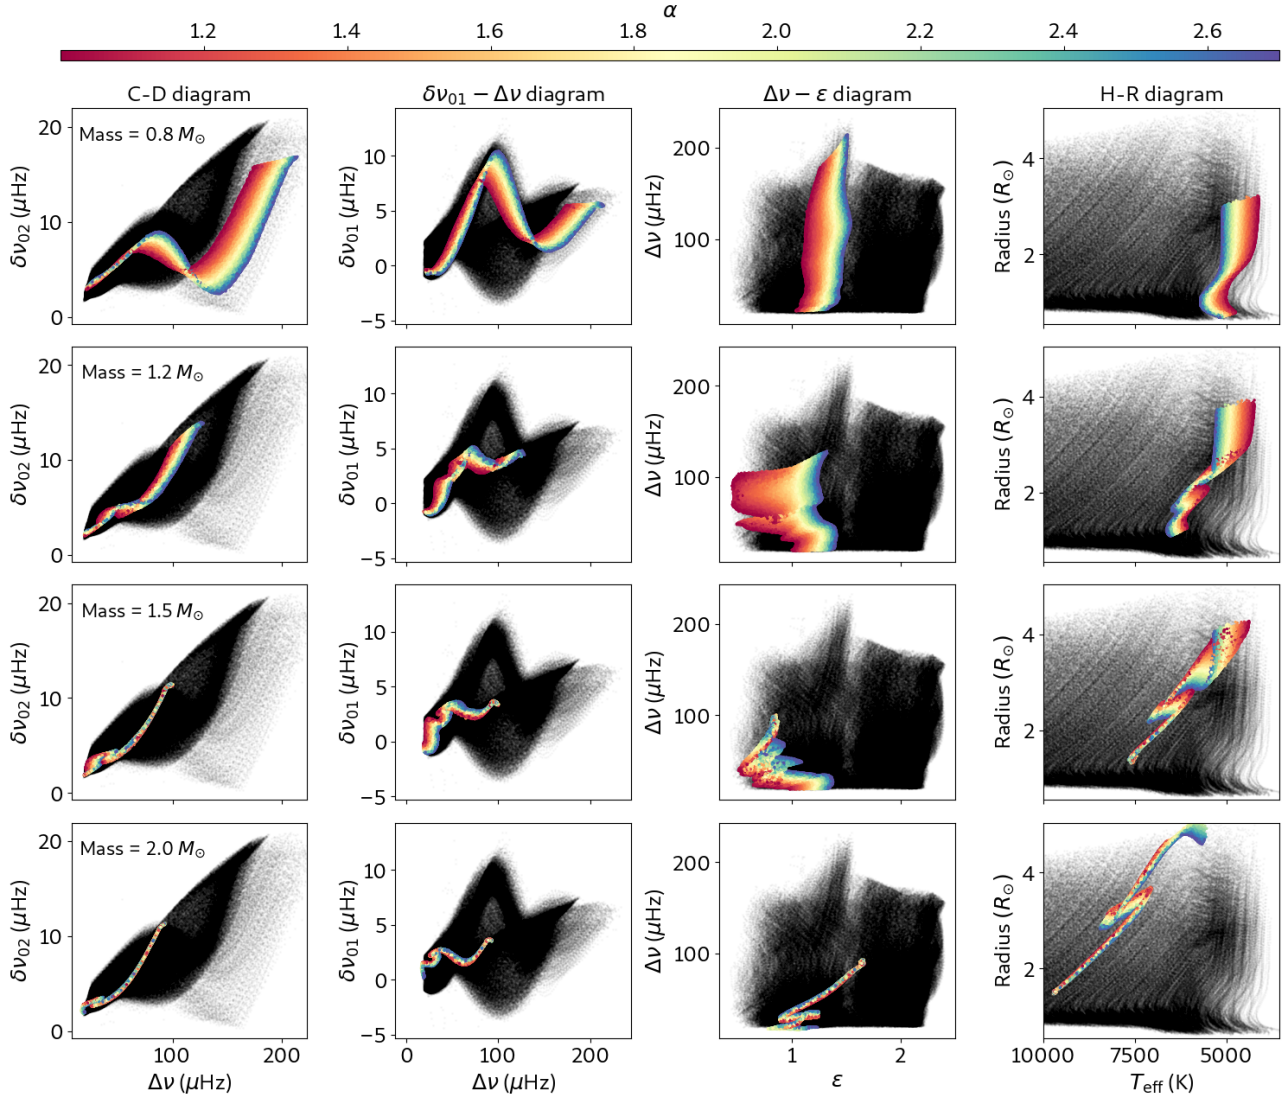 α
1.2 1.4 1.6 1.8 2.0 2.2 2.4 2.6
C-D diagram
δν₀₁ − Δν diagram
Δν − ε diagram
H-R diagram
Mass = 0.8 M⊙
δν₀₂ (μHz)
20
10
0
100 200
δν₀₁ (μHz)
10
5
0
−5
Δν (μHz)
200
100
Radius (R⊙)
4
2
Mass = 1.2 M⊙
δν₀₂ (μHz)
20
10
0
δν₀₁ (μHz)
10
5
0
−5
Δν (μHz)
200
100
Radius (R⊙)
4
2
Mass = 1.5 M⊙
δν₀₂ (μHz)
20
10
0
δν₀₁ (μHz)
10
5
0
−5
Δν (μHz)
200
100
Radius (R⊙)
4
2
Mass = 2.0 M⊙
δν₀₂ (μHz)
20
10
0
δν₀₁ (μHz)
10
5
0
−5
Δν (μHz)
200
100
Radius (R⊙)
4
2
100 200
0 100 200
1 2
10000 7500 5000
Δν (μHz)
Δν (μHz)
ε
Teff (K)